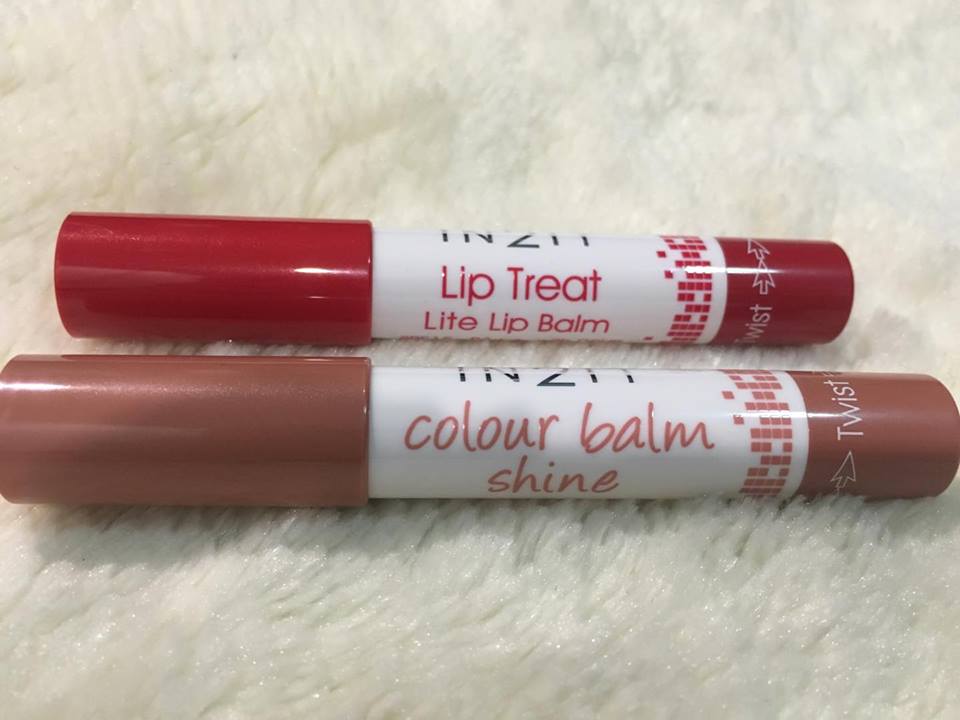 IN2IT
Lip Treat
Lite Lip Balm
Twist
IN2IT
colour balm
shine
Twist